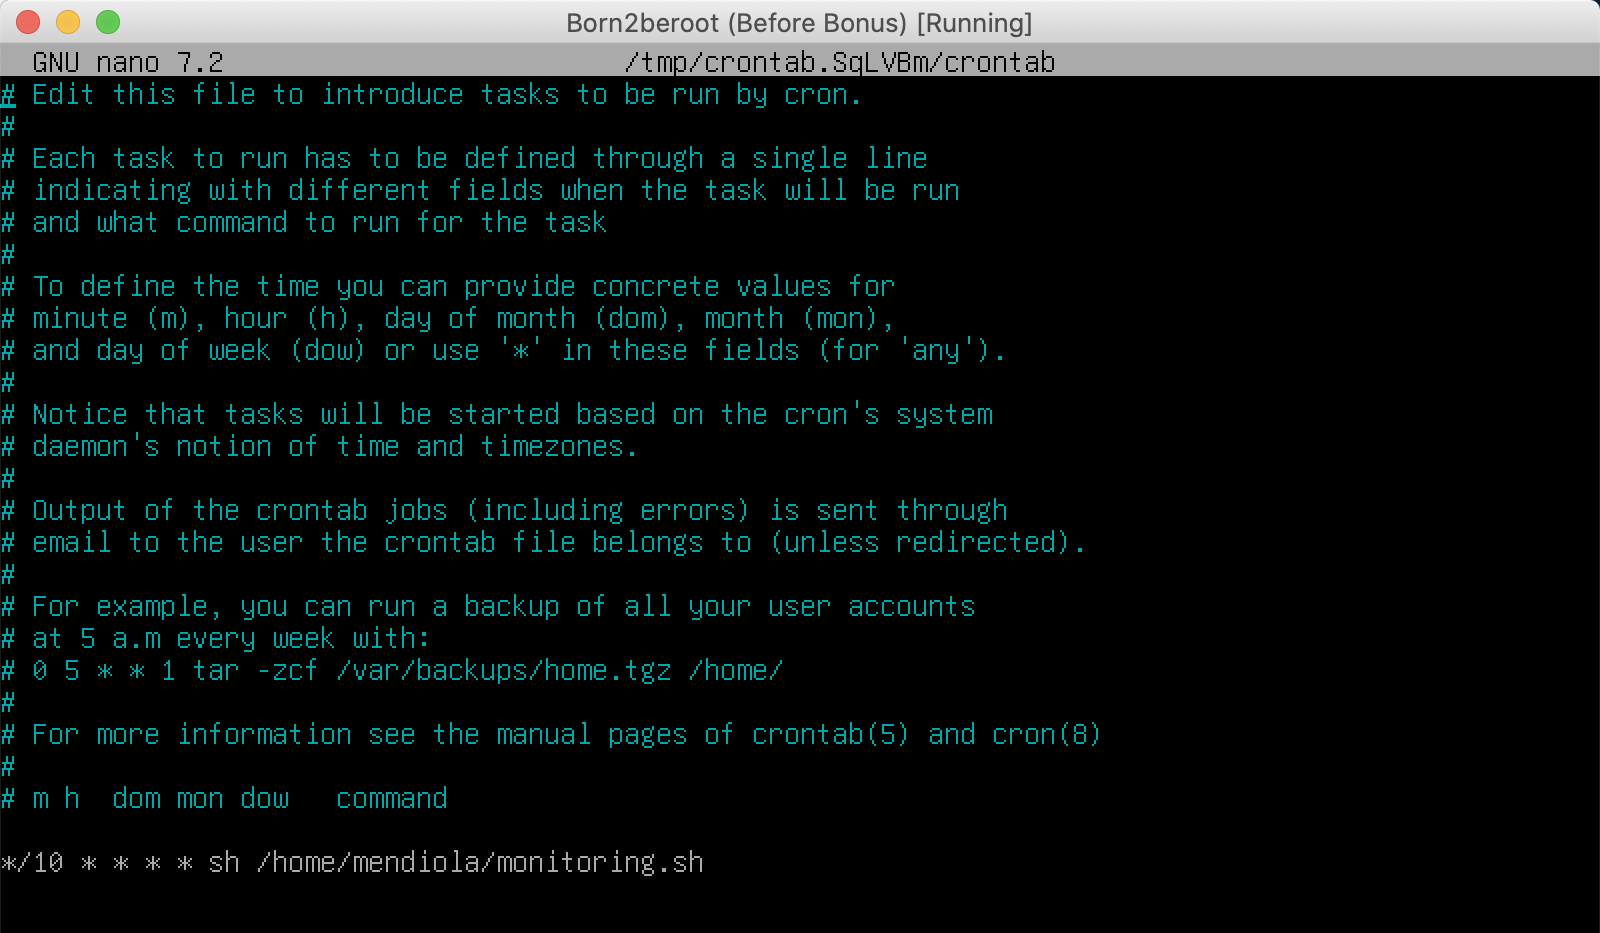 Born2beroot (Before Bonus) [Running]
GNU nano 7.2 /tmp/crontab.SqLVBm/crontab
# Edit this file to introduce tasks to be run by cron.
#
# Each task to run has to be defined through a single line
# indicating with different fields when the task will be run
# and what command to run for the task
#
# To define the time you can provide concrete values for
# minute (m), hour (h), day of month (dom), month (mon),
# and day of week (dow) or use '*' in these fields (for 'any').
#
# Notice that tasks will be started based on the cron's system
# daemon's notion of time and timezones.
#
# Output of the crontab jobs (including errors) is sent through
# email to the user the crontab file belongs to (unless redirected).
#
# For example, you can run a backup of all your user accounts
# at 5 a.m every week with:
# 0 5 * * 1 tar -zcf /var/backups/home.tgz /home/
#
# For more information see the manual pages of crontab(5) and cron(8)
#
# m h  dom mon dow   command
*/10 * * * * sh /home/mendiola/monitoring.sh